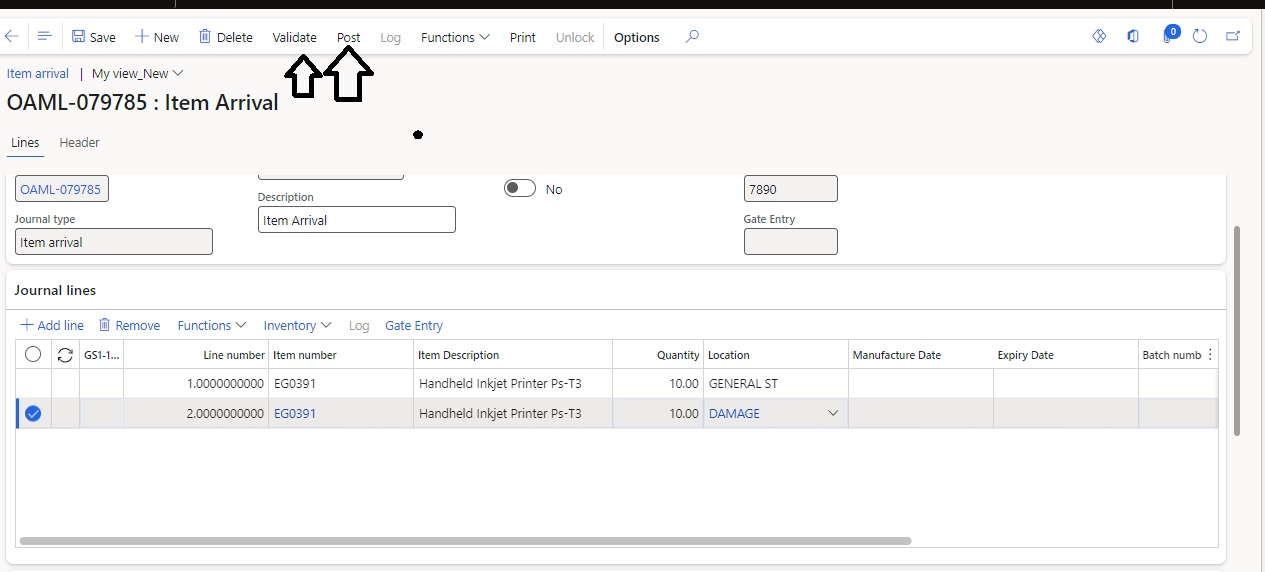 Save New Delete Validate Post Log Functions Print Unlock Options 0
Item arrival | My view_New
OAML-079785 : Item Arrival
Lines Header
OAML-079785 Description No 7890
Journal type Item Arrival Gate Entry
Item arrival
Journal lines
Add line Remove Functions Inventory Log Gate Entry
GS1-1... Line number Item number Item Description Quantity Location Manufacture Date Expiry Date Batch numb
1.0000000000 EG0391 Handheld Inkjet Printer Ps-T3 10.00 GENERAL ST
2.0000000000 EG0391 Handheld Inkjet Printer Ps-T3 10.00 DAMAGE